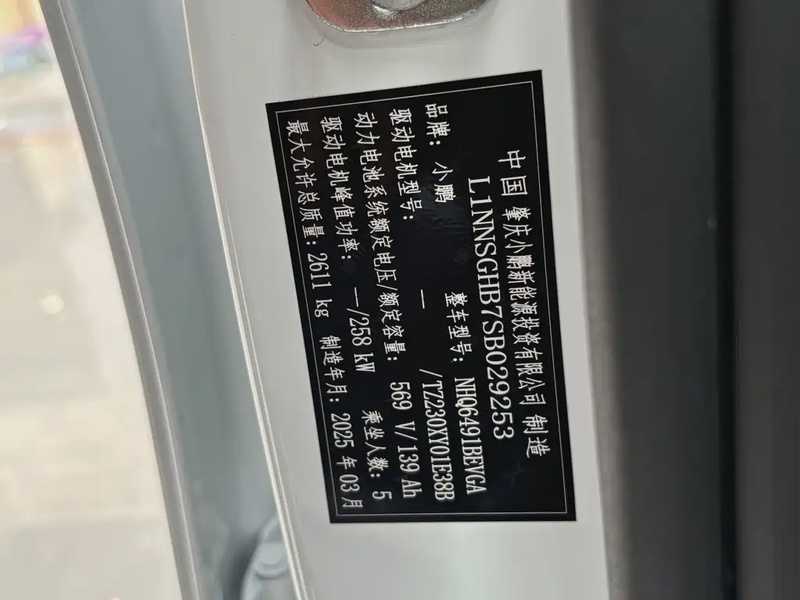 中国 肇庆小鹏新能源投资有限公司 制造
L1NNSGHB7SB029253
品牌: 小鹏 整车型号: NHQ6491BEVGA
驱动电机型号: —/TZ230XY01E38B
动力电池系统额定电压/额定容量: 569 V/139 Ah
驱动电机峰值功率: —/258 kW 乘坐人数: 5
最大允许总质量: 2611 kg 制造年月: 2025 年 03 月